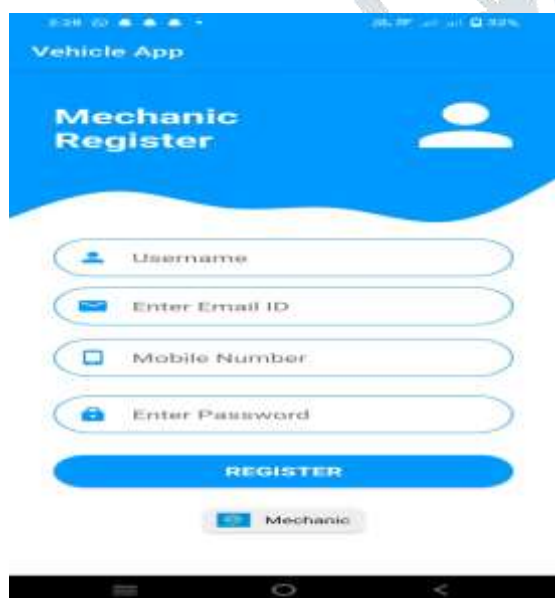 Vehicle App
Mechanic
Register
Username
Enter Email ID
Mobile Number
Enter Password
REGISTER
Mechanic